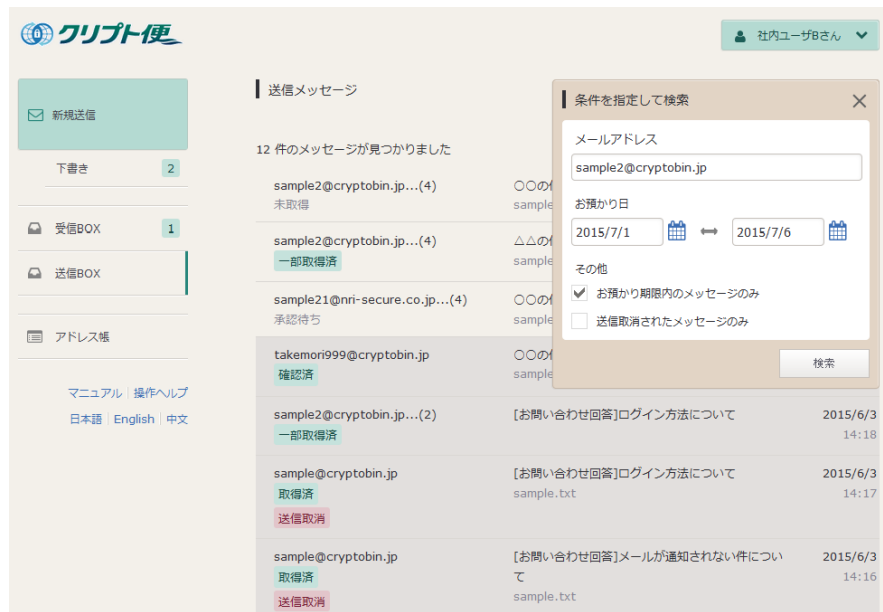 クリプト便
社内ユーザBさん
新規送信
下書き 2
受信BOX 1
送信BOX
アドレス帳
マニュアル 操作ヘルプ
日本語 English 中文
送信メッセージ
12 件のメッセージが見つかりました
sample2@cryptobin.jp...(4) 〇〇の
未取得 sample
sample2@cryptobin.jp...(4) △△の
一部取得済 sample
sample21@nri-secure.co.jp...(4) 〇〇の
承認待ち sample
takemori999@cryptobin.jp 〇〇の
確認済 sample
sample2@cryptobin.jp...(2) [お問い合わせ回答]ログイン方法について 2015/6/3
一部取得済 14:18
sample@cryptobin.jp [お問い合わせ回答]ログイン方法について 2015/6/3
取得済 sample.txt 14:17
送信取消
sample@cryptobin.jp [お問い合わせ回答]メールが通知されない件につい 2015/6/3
取得済 て 14:16
送信取消 sample.txt
条件を指定して検索
メールアドレス
sample2@cryptobin.jp
お預かり日
2015/7/1 2015/7/6
その他
お預かり期限内のメッセージのみ
送信取消されたメッセージのみ
検索